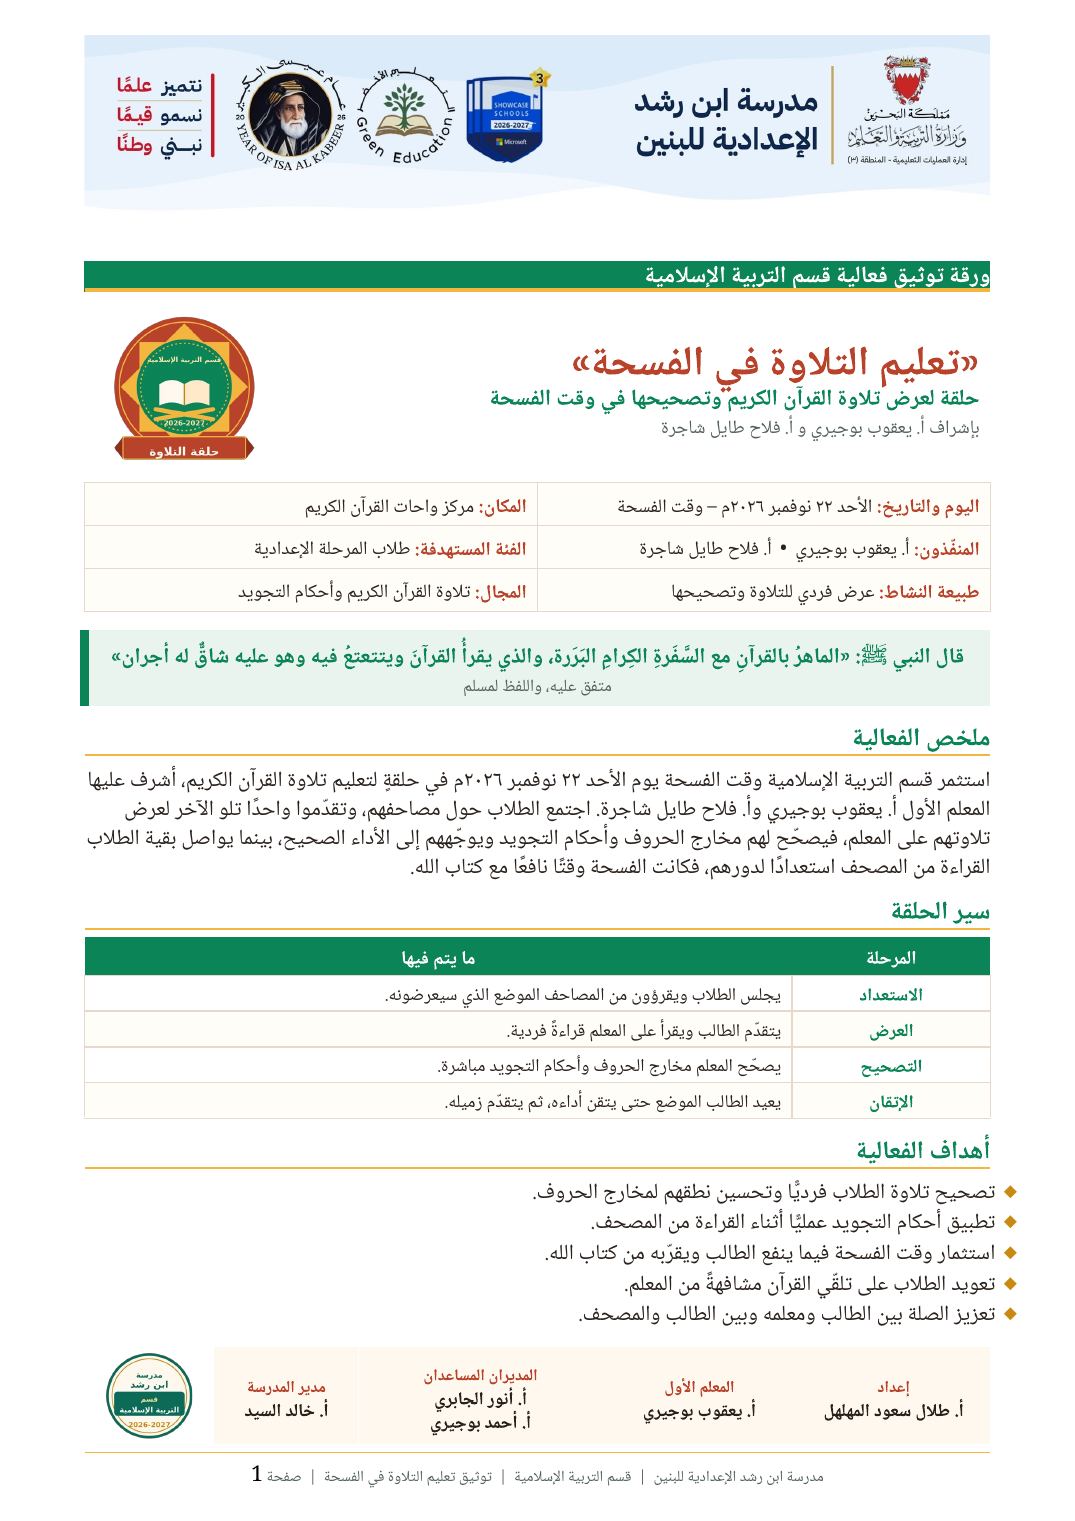 مملكة البحرين
وزارة التربية والتعليم
إدارة العمليات التعليمية - المنطقة (٣)
مدرسة ابن رشد
الإعدادية للبنين
3
SHOWCASE
SCHOOLS
2026-2027
Microsoft
التعليم الأخضر
Green Education
عام عيسى الكبير
20 26
YEAR OF ISA AL KABEER
نتميز علمًا
نسمو قيمًا
نبني وطنًا
ورقة توثيق فعالية قسم التربية الإسلامية
«تعليم التلاوة في الفسحة»
حلقة لعرض تلاوة القرآن الكريم وتصحيحها في وقت الفسحة
بإشراف أ. يعقوب بوجيري و أ. فلاح طايل شاجرة
قسم التربية الإسلامية
2026-2027
حلقة التلاوة
اليوم والتاريخ: الأحد ٢٢ نوفمبر ٢٠٢٦م – وقت الفسحة
المكان: مركز واحات القرآن الكريم
المنفّذون: أ. يعقوب بوجيري • أ. فلاح طايل شاجرة
الفئة المستهدفة: طلاب المرحلة الإعدادية
طبيعة النشاط: عرض فردي للتلاوة وتصحيحها
المجال: تلاوة القرآن الكريم وأحكام التجويد
قال النبي ﷺ: «الماهرُ بالقرآنِ مع السَّفَرةِ الكِرامِ البَرَرة، والذي يقرأُ القرآنَ ويتتعتعُ فيه وهو عليه شاقٌّ له أجران»
متفق عليه، واللفظ لمسلم
ملخص الفعالية
استثمر قسم التربية الإسلامية وقت الفسحة يوم الأحد ٢٢ نوفمبر ٢٠٢٦م في حلقةٍ لتعليم تلاوة القرآن الكريم، أشرف عليها
المعلم الأول أ. يعقوب بوجيري وأ. فلاح طايل شاجرة. اجتمع الطلاب حول مصاحفهم، وتقدّموا واحدًا تلو الآخر لعرض
تلاوتهم على المعلم، فيصحّح لهم مخارج الحروف وأحكام التجويد ويوجّههم إلى الأداء الصحيح، بينما يواصل بقية الطلاب
القراءة من المصحف استعدادًا لدورهم، فكانت الفسحة وقتًا نافعًا مع كتاب الله.
سير الحلقة
المرحلة
ما يتم فيها
الاستعداد
يجلس الطلاب ويقرؤون من المصاحف الموضع الذي سيعرضونه.
العرض
يتقدّم الطالب ويقرأ على المعلم قراءةً فردية.
التصحيح
يصحّح المعلم مخارج الحروف وأحكام التجويد مباشرة.
الإتقان
يعيد الطالب الموضع حتى يتقن أداءه، ثم يتقدّم زميله.
أهداف الفعالية
◆ تصحيح تلاوة الطلاب فرديًّا وتحسين نطقهم لمخارج الحروف.
◆ تطبيق أحكام التجويد عمليًّا أثناء القراءة من المصحف.
◆ استثمار وقت الفسحة فيما ينفع الطالب ويقرّبه من كتاب الله.
◆ تعويد الطلاب على تلقّي القرآن مشافهةً من المعلم.
◆ تعزيز الصلة بين الطالب ومعلمه وبين الطالب والمصحف.
إعداد
أ. طلال سعود المهلهل
المعلم الأول
أ. يعقوب بوجيري
المديران المساعدان
أ. أنور الجابري
أ. أحمد بوجيري
مدير المدرسة
أ. خالد السيد
مدرسة
ابن رشد
قسم
التربية الإسلامية
2026-2027
مدرسة ابن رشد الإعدادية للبنين | قسم التربية الإسلامية | توثيق تعليم التلاوة في الفسحة | صفحة 1